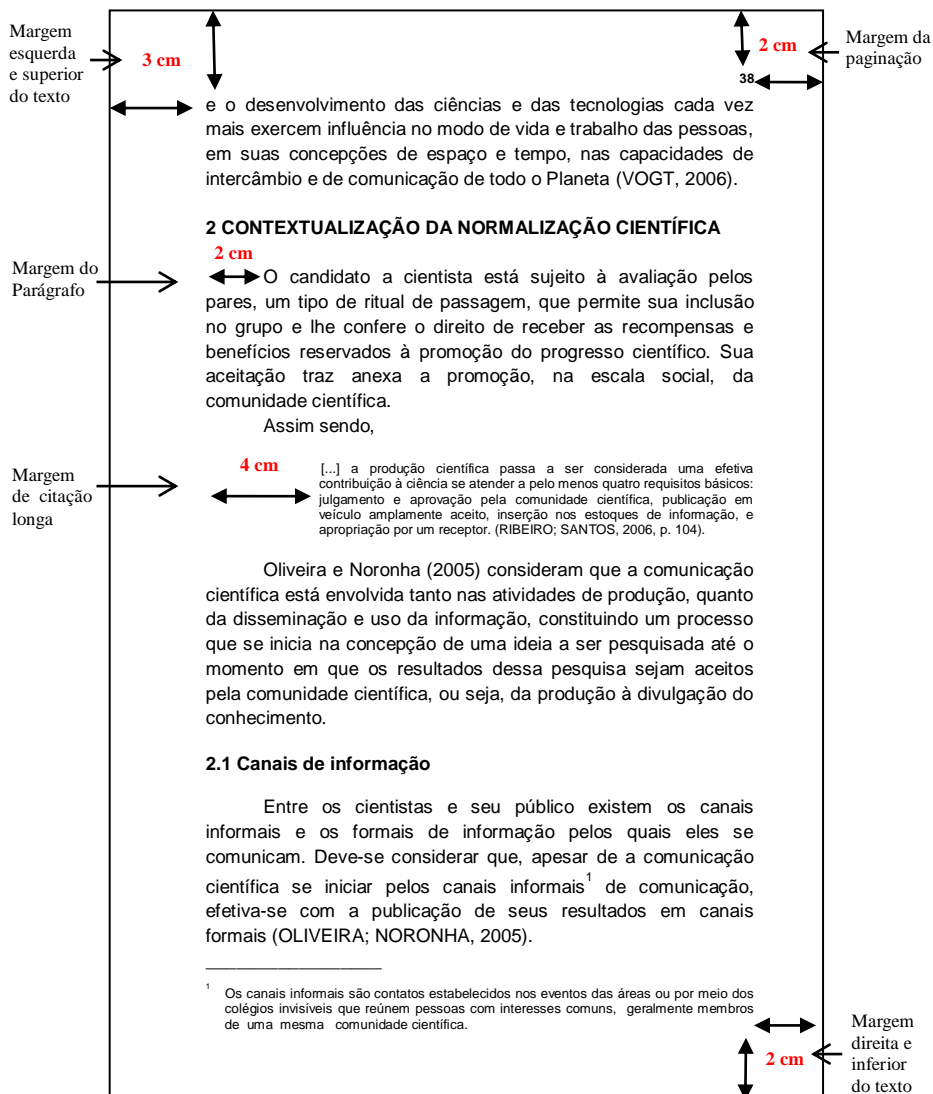 Margem
esquerda
e superior
do texto
3 cm
2 cm
Margem da
paginação
38
e o desenvolvimento das ciências e das tecnologias cada vez
mais exercem influência no modo de vida e trabalho das pessoas,
em suas concepções de espaço e tempo, nas capacidades de
intercâmbio e de comunicação de todo o Planeta (VOGT, 2006).
2 CONTEXTUALIZAÇÃO DA NORMALIZAÇÃO CIENTÍFICA
2 cm
Margem do
Parágrafo
O candidato a cientista está sujeito à avaliação pelos
pares, um tipo de ritual de passagem, que permite sua inclusão
no grupo e lhe confere o direito de receber as recompensas e
benefícios reservados à promoção do progresso científico. Sua
aceitação traz anexa a promoção, na escala social, da
comunidade científica.
Assim sendo,
Margem
de citação
longa
4 cm
[...] a produção científica passa a ser considerada uma efetiva
contribuição à ciência se atender a pelo menos quatro requisitos básicos:
julgamento e aprovação pela comunidade científica, publicação em
veículo amplamente aceito, inserção nos estoques de informação, e
apropriação por um receptor. (RIBEIRO; SANTOS, 2006, p. 104).
Oliveira e Noronha (2005) consideram que a comunicação
científica está envolvida tanto nas atividades de produção, quanto
da disseminação e uso da informação, constituindo um processo
que se inicia na concepção de uma ideia a ser pesquisada até o
momento em que os resultados dessa pesquisa sejam aceitos
pela comunidade científica, ou seja, da produção à divulgação do
conhecimento.
2.1 Canais de informação
Entre os cientistas e seu público existem os canais
informais e os formais de informação pelos quais eles se
comunicam. Deve-se considerar que, apesar de a comunicação
científica se iniciar pelos canais informais¹ de comunicação,
efetiva-se com a publicação de seus resultados em canais
formais (OLIVEIRA; NORONHA, 2005).
¹ Os canais informais são contatos estabelecidos nos eventos das áreas ou por meio dos
colégios invisíveis que reúnem pessoas com interesses comuns, geralmente membros
de uma mesma comunidade científica.
2 cm
Margem
direita e
inferior
do texto